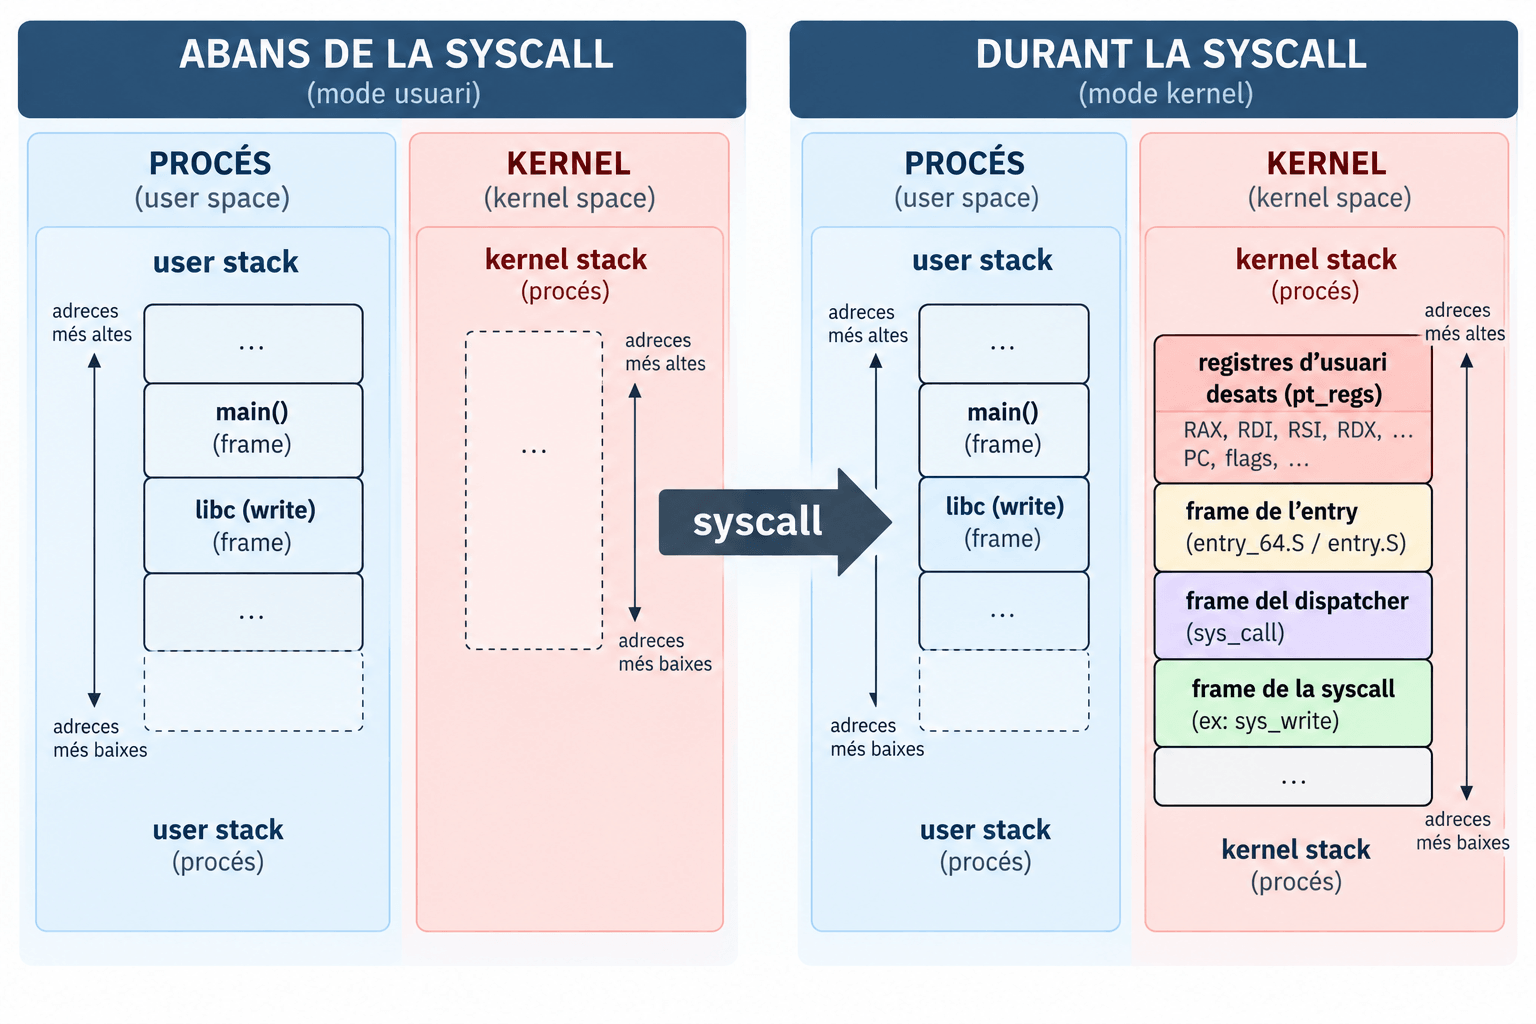 ABANS DE LA SYSCALL
(mode usuari)
PROCÉS
(user space)
user stack
adreces
més altes
...
main()
(frame)
libc (write)
(frame)
...
adreces
més baixes
user stack
(procés)
KERNEL
(kernel space)
kernel stack
(procés)
adreces
més altes
...
adreces
més baixes
syscall
DURANT LA SYSCALL
(mode kernel)
PROCÉS
(user space)
user stack
adreces
més altes
...
main()
(frame)
libc (write)
(frame)
...
adreces
més baixes
user stack
(procés)
KERNEL
(kernel space)
kernel stack
(procés)
adreces
més altes
registres d’usuari
desats (pt_regs)
RAX, RDI, RSI, RDX, ...
PC, flags, ...
frame de l’entry
(entry_64.S / entry.S)
frame del dispatcher
(sys_call)
frame de la syscall
(ex: sys_write)
...
adreces
més baixes
kernel stack
(procés)